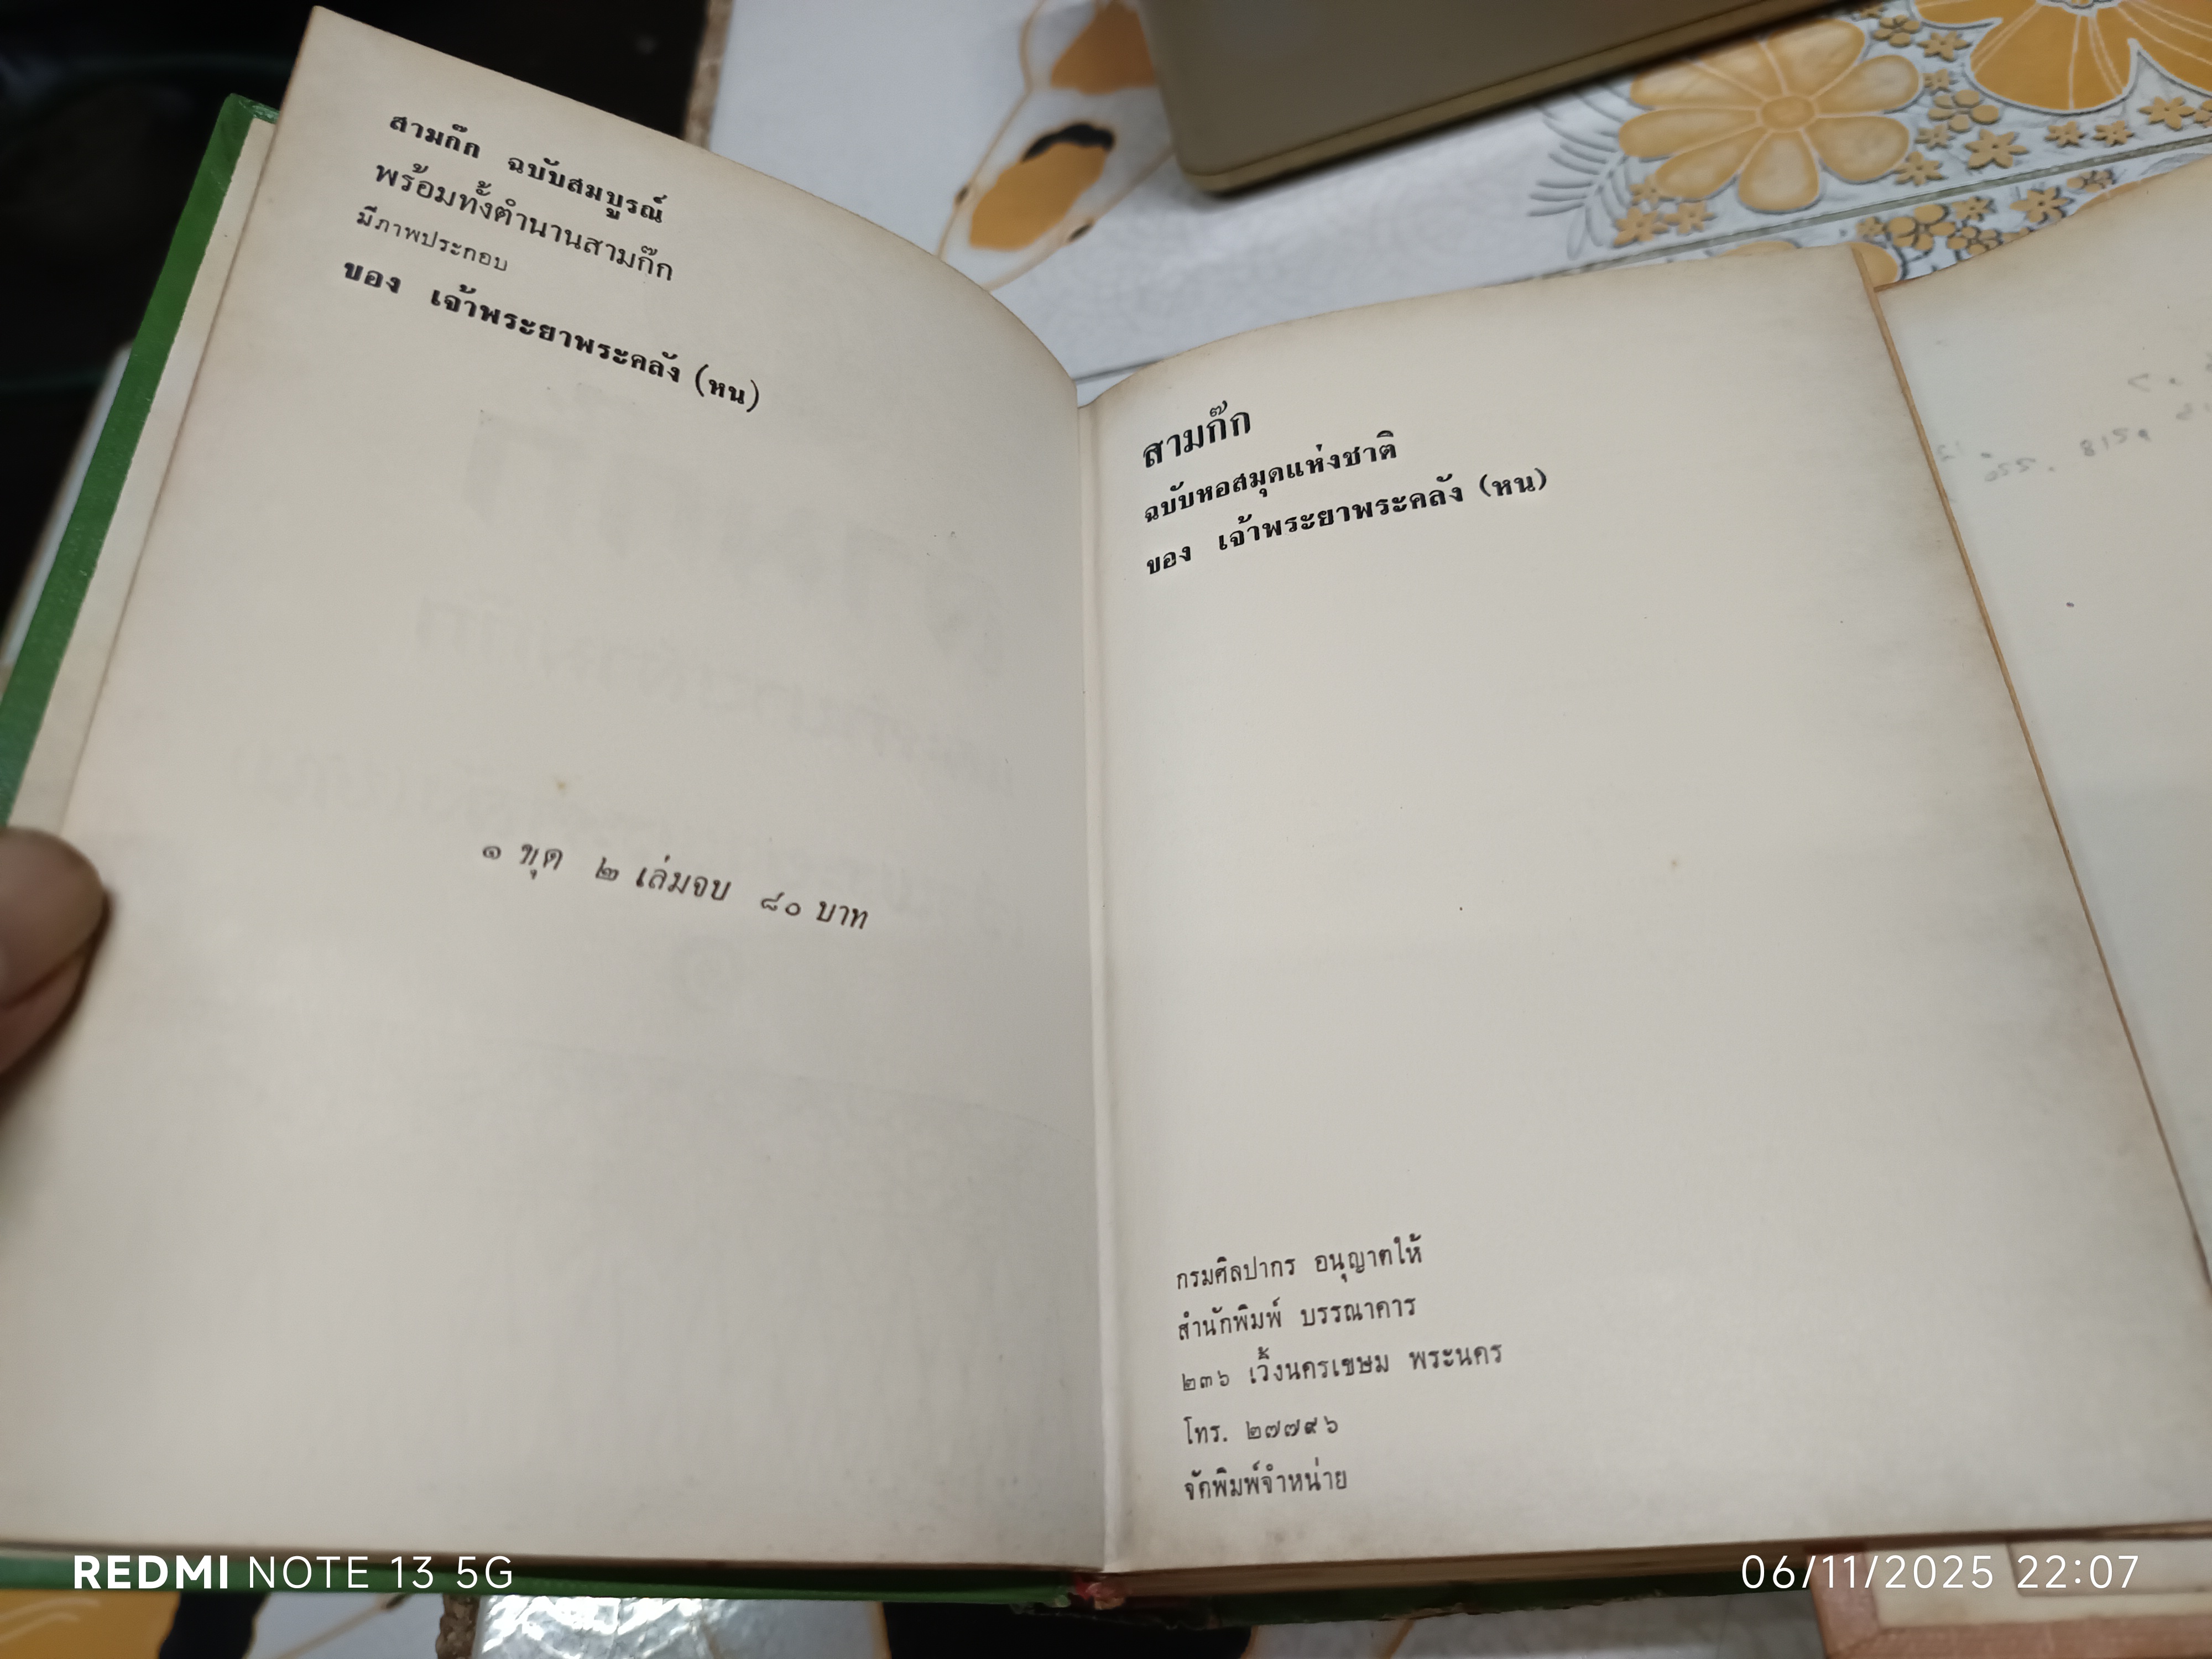 สามก๊ก ฉบับสมบูรณ์
พร้อมทั้งตำนานสามก๊ก
มีภาพประกอบ
ของ เจ้าพระยาพระคลัง (หน)
๑ ชุด ๒ เล่มจบ ๘๐ บาท
สามก๊ก
ฉบับหอสมุดแห่งชาติ
ของ เจ้าพระยาพระคลัง (หน)
กรมศิลปากร อนุญาตให้
สำนักพิมพ์ บรรณาคาร
๒๓๖ เวิ้งนครเขษม พระนคร
โทร. ๒๗๗๙๖
จัดพิมพ์จำหน่าย
REDMI NOTE 13 5G
06/11/2025 22:07